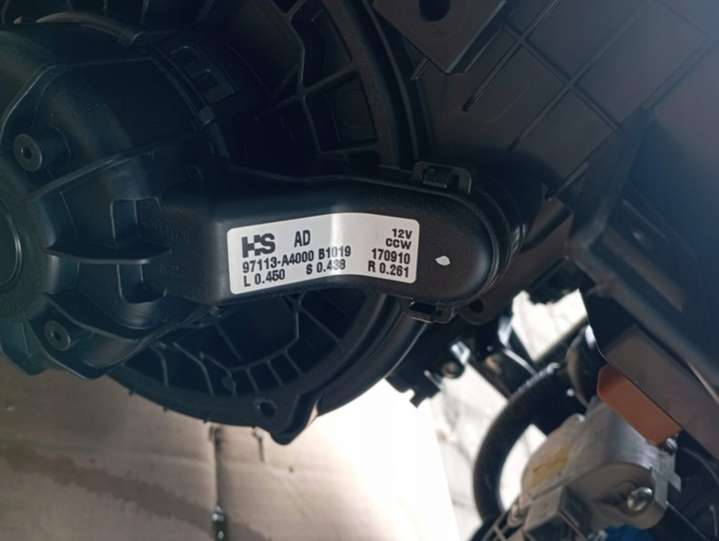 HS AD 12V
CCW
97113-A4000 B1019 170910
L 0.450 S 0.438 R 0.261